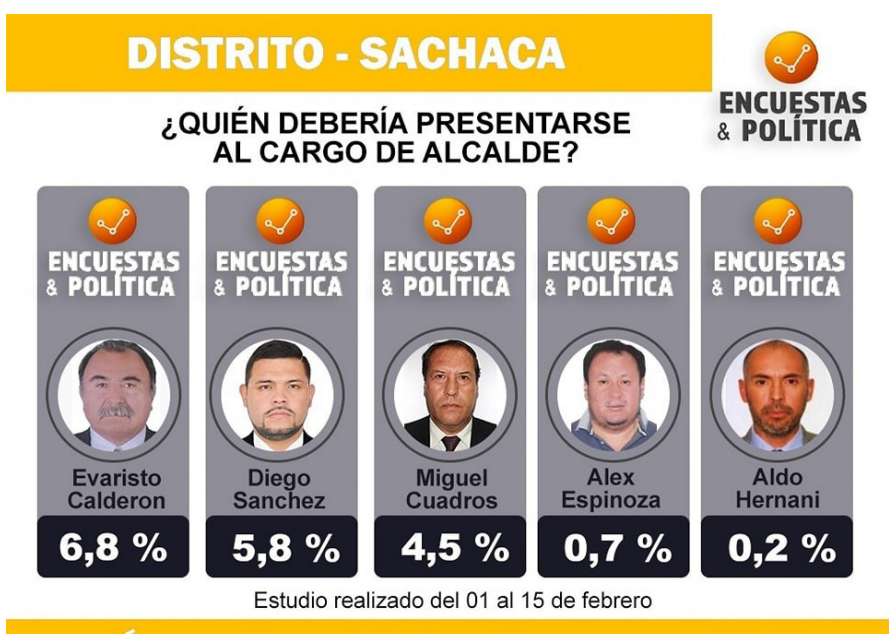 DISTRITO - SACHACA
ENCUESTAS
& POLÍTICA
¿QUIÉN DEBERÍA PRESENTARSE
AL CARGO DE ALCALDE?
ENCUESTAS
& POLÍTICA
Evaristo
Calderon
6,8 %
ENCUESTAS
& POLÍTICA
Diego
Sanchez
5,8 %
ENCUESTAS
& POLÍTICA
Miguel
Cuadros
4,5 %
ENCUESTAS
& POLÍTICA
Alex
Espinoza
0,7 %
ENCUESTAS
& POLÍTICA
Aldo
Hernani
0,2 %
Estudio realizado del 01 al 15 de febrero